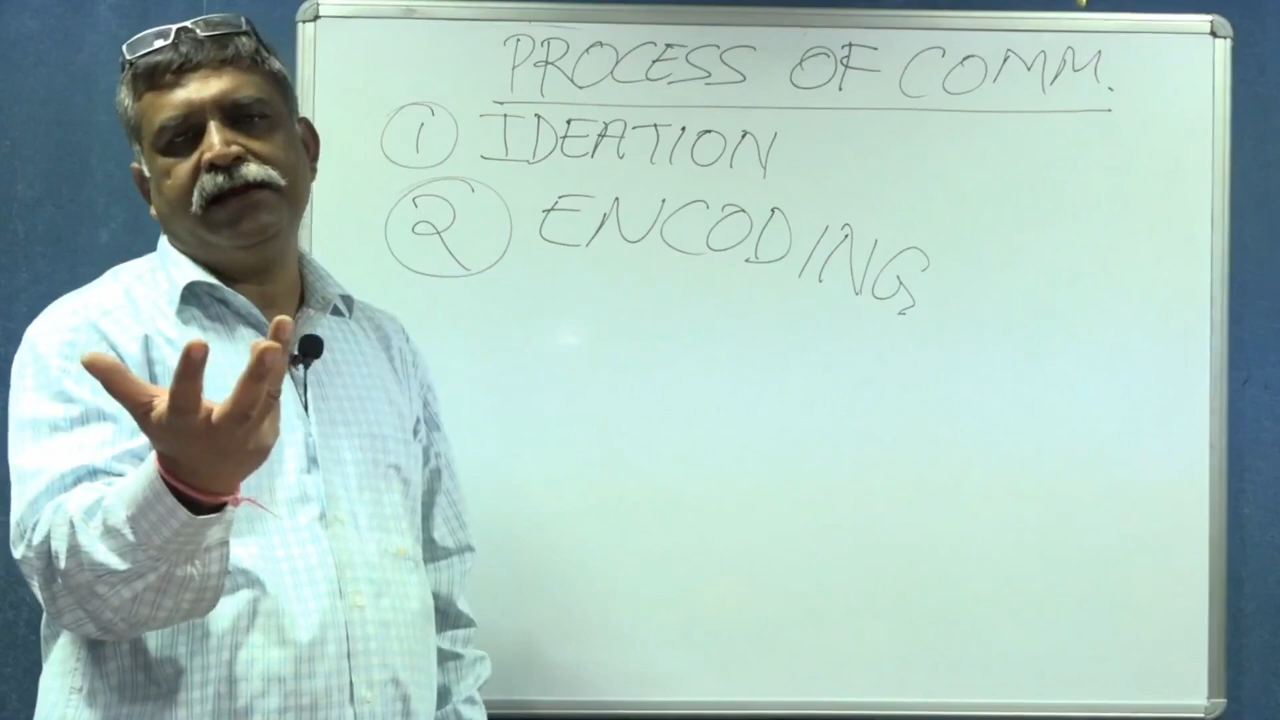 PROCESS OF COMM.
① IDEATION
② ENCODING